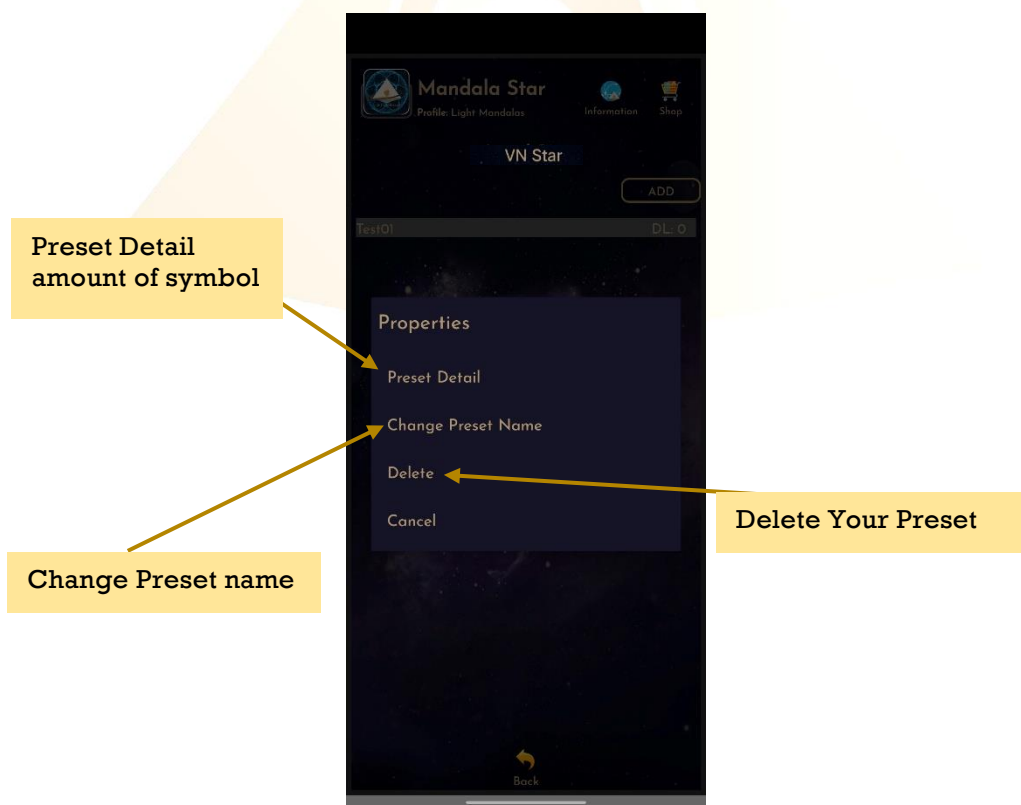 Mandala Star
Profile: Light Mandalas
Information
Shop
VN Star
ADD
Test01
DL: 0
Preset Detail
amount of symbol
Properties
Preset Detail
Change Preset Name
Delete
Cancel
Delete Your Preset
Change Preset name
Back